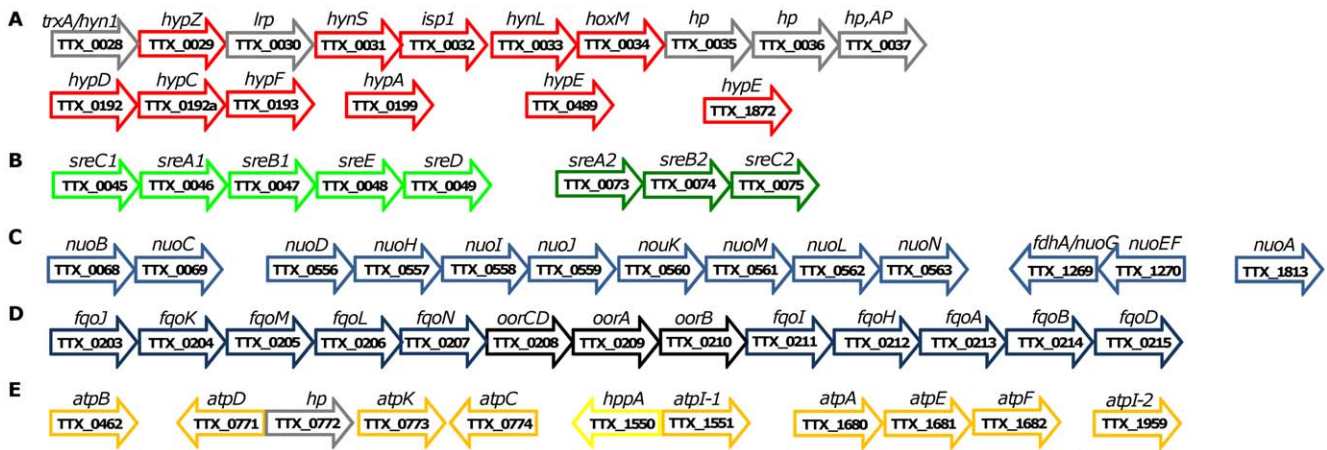 A
trxA/hyn1 hypZ lrp hynS isp1 hynL hoxM hp hp hp,AP
TTX_0028 TTX_0029 TTX_0030 TTX_0031 TTX_0032 TTX_0033 TTX_0034 TTX_0035 TTX_0036 TTX_0037
hypD hypC hypF hypA hypE hypE
TTX_0192 TTX_0192a TTX_0193 TTX_0199 TTX_0489 TTX_1872
B
sreC1 sreA1 sreB1 sreE sreD sreA2 sreB2 sreC2
TTX_0045 TTX_0046 TTX_0047 TTX_0048 TTX_0049 TTX_0073 TTX_0074 TTX_0075
C
nuoB nuoC nuoD nuoH nuoI nuoJ nouK nuoM nuoL nuoN fdhA/nuoG nuoEF nuoA
TTX_0068 TTX_0069 TTX_0556 TTX_0557 TTX_0558 TTX_0559 TTX_0560 TTX_0561 TTX_0562 TTX_0563 TTX_1269 TTX_1270 TTX_1813
D
fqoJ fqoK fqoM fqoL fqoN oorCD oorA oorB fqoI fqoH fqoA fqoB fqoD
TTX_0203 TTX_0204 TTX_0205 TTX_0206 TTX_0207 TTX_0208 TTX_0209 TTX_0210 TTX_0211 TTX_0212 TTX_0213 TTX_0214 TTX_0215
E
atpB atpD hp atpK atpC hppA atpI-1 atpA atpE atpF atpI-2
TTX_0462 TTX_0771 TTX_0772 TTX_0773 TTX_0774 TTX_1550 TTX_1551 TTX_1680 TTX_1681 TTX_1682 TTX_1959